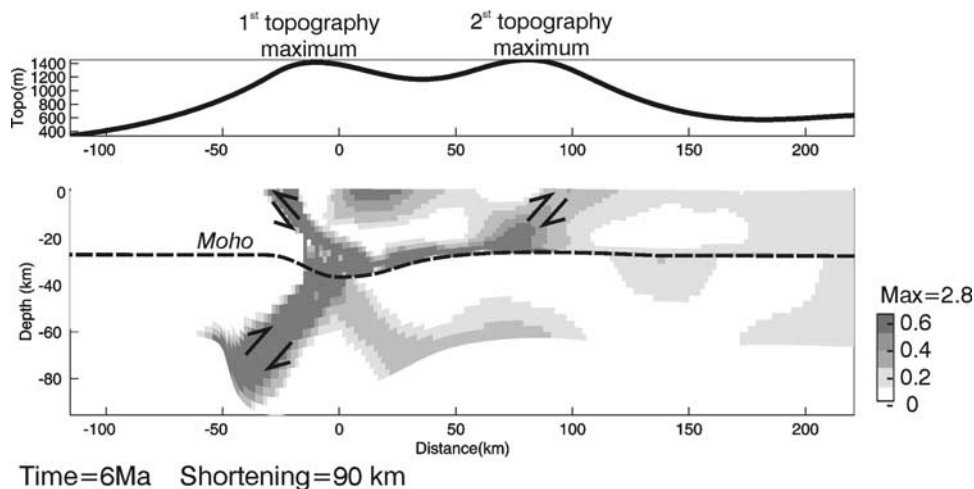 1st topography maximum
2st topography maximum
Topo(m)
1400
1200
1000
800
600
400
-100 -50 0 50 100 150 200
Moho
Depth (km)
0
-20
-40
-60
-80
-100 -50 0 50 100 150 200
Distance(km)
Max=2.8
0.6
0.4
0.2
0
Time=6Ma Shortening=90 km